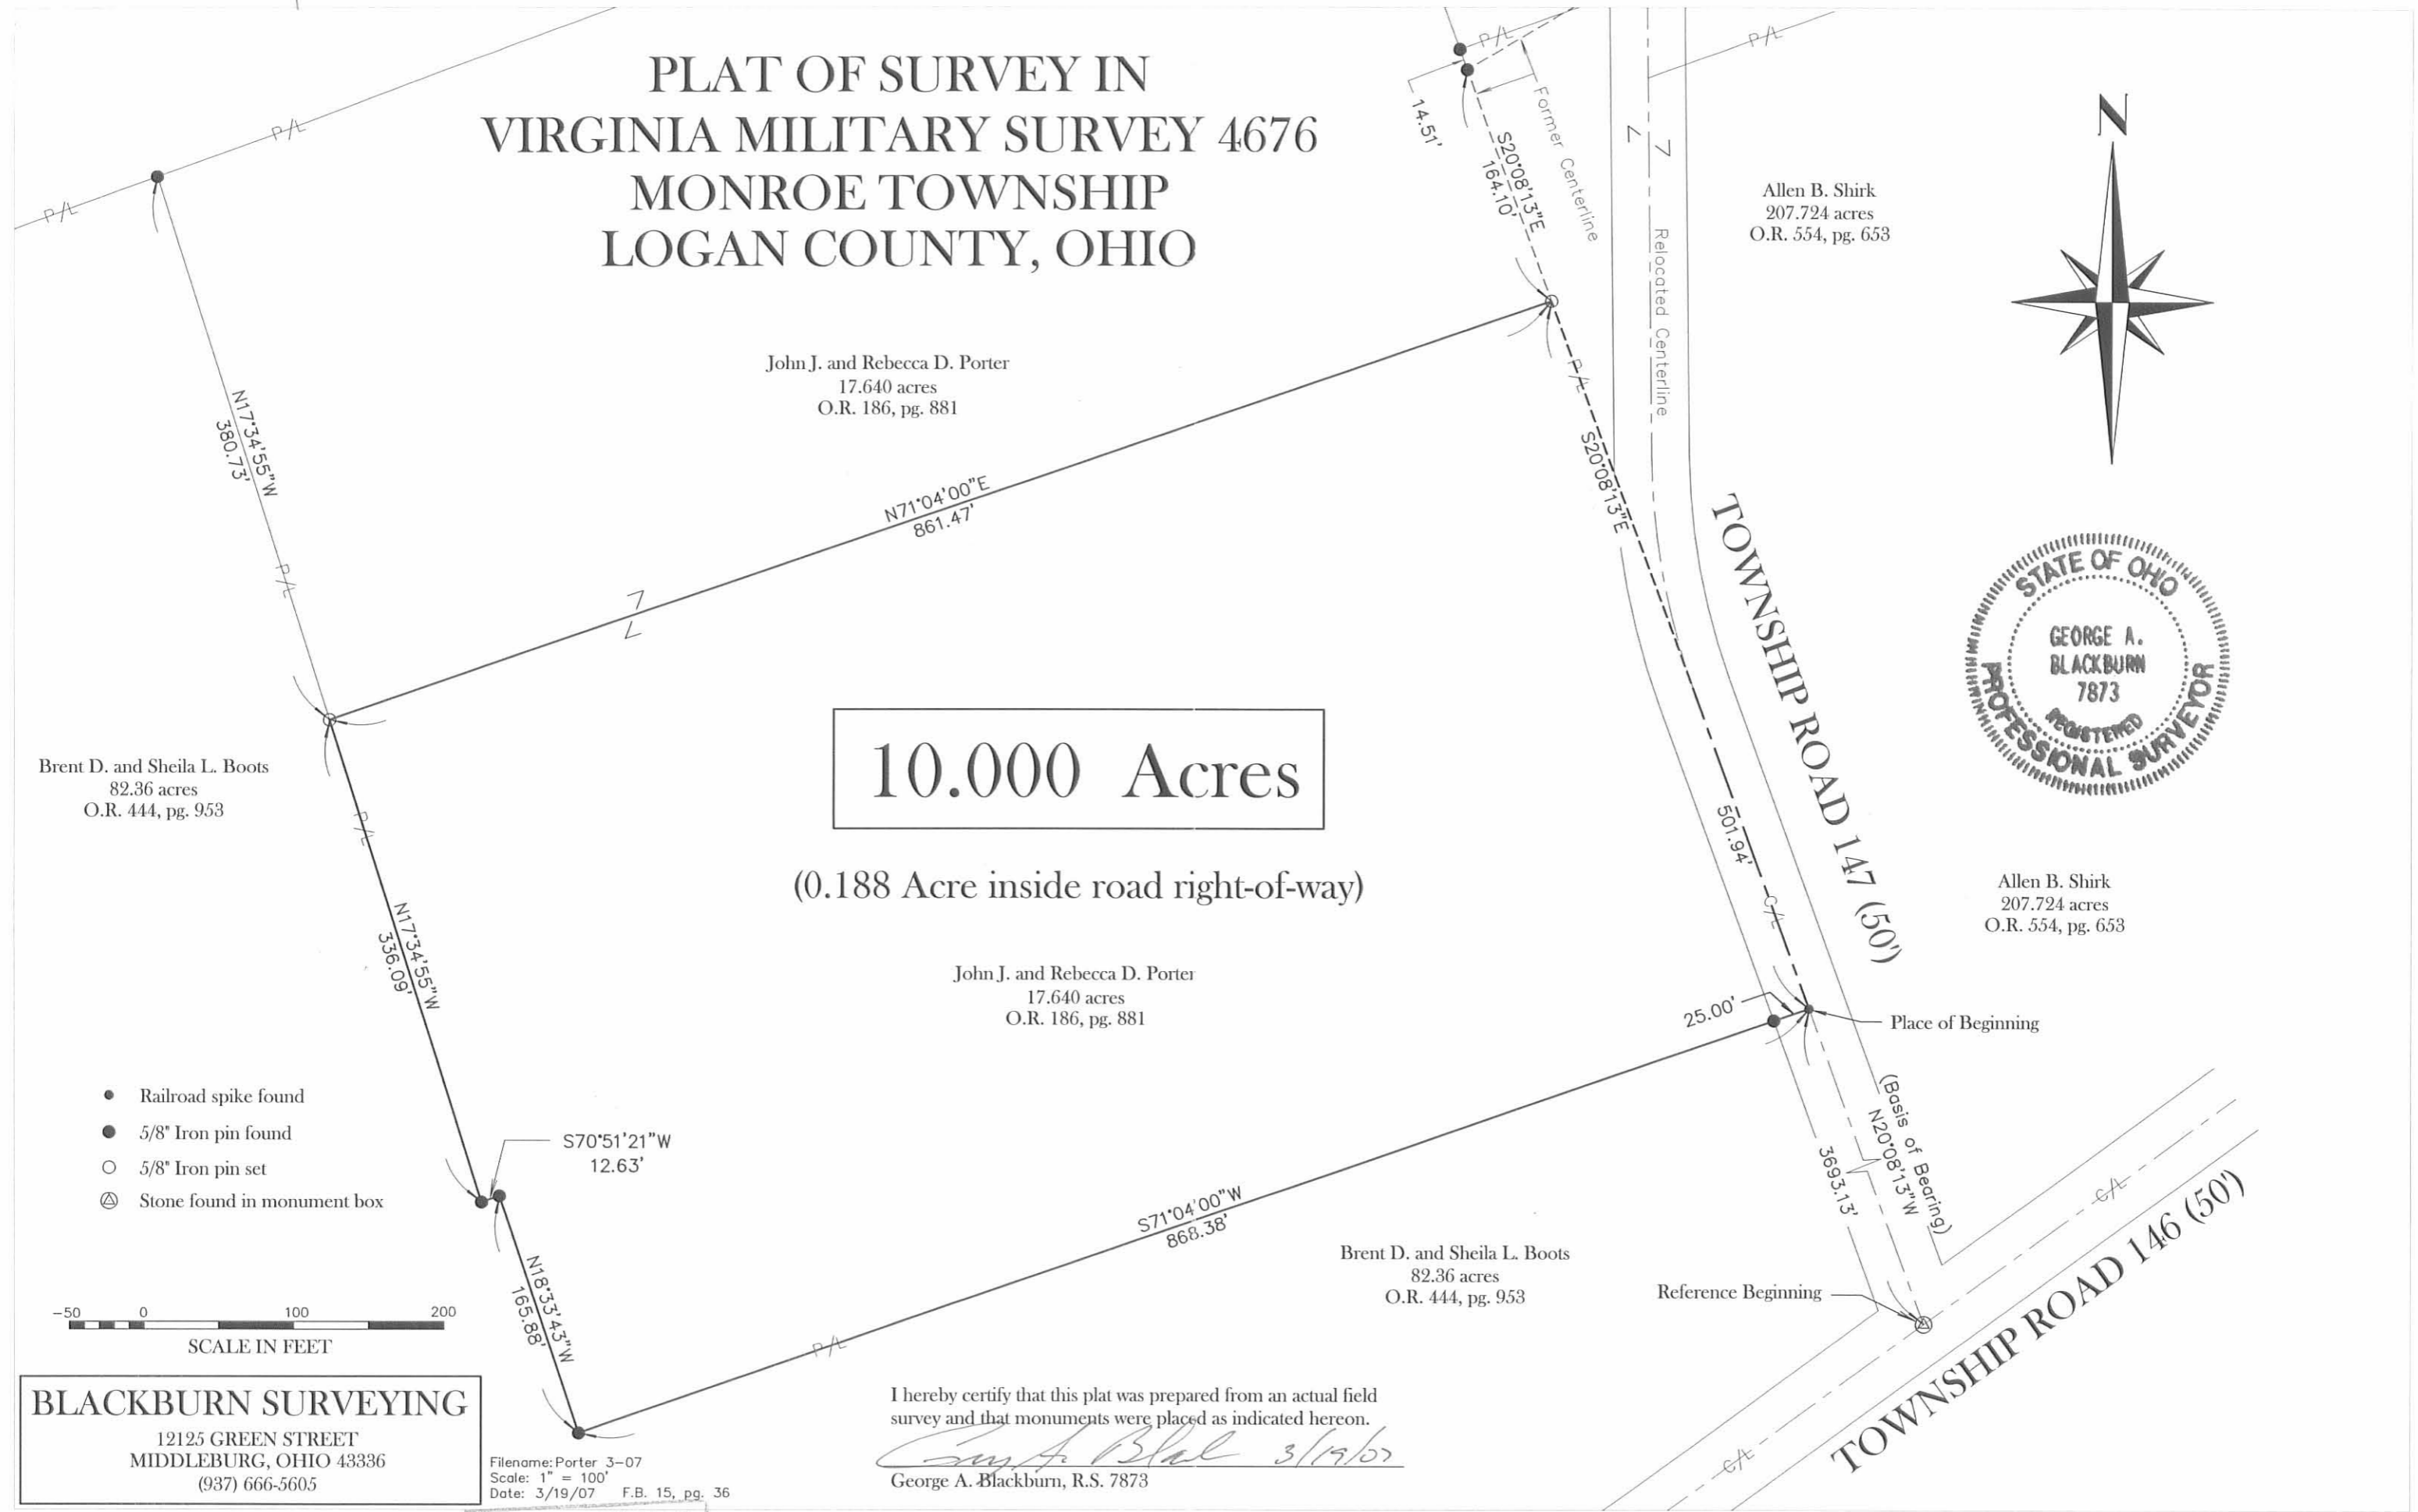 PLAT OF SURVEY IN
VIRGINIA MILITARY SURVEY 4676
MONROE TOWNSHIP
LOGAN COUNTY, OHIO
P/L
P/L
P/L
P/L
14.51'
Former Centerline
S20°08'13"E
164.10'
Relocated Centerline
Allen B. Shirk
207.724 acres
O.R. 554, pg. 653
N
John J. and Rebecca D. Porter
17.640 acres
O.R. 186, pg. 881
N17°34'55"W
380.73'
P/L
N71°04'00"E
861.47'
P/L
S20°08'13"E
501.94'
C/L
TOWNSHIP ROAD 147 (50')
STATE OF OHIO
GEORGE A.
BLACKBURN
7873
REGISTERED
PROFESSIONAL SURVEYOR
Brent D. and Sheila L. Boots
82.36 acres
O.R. 444, pg. 953
P/L
10.000 Acres
(0.188 Acre inside road right-of-way)
Allen B. Shirk
207.724 acres
O.R. 554, pg. 653
N17°34'55"W
336.09'
John J. and Rebecca D. Porter
17.640 acres
O.R. 186, pg. 881
25.00'
Place of Beginning
Railroad spike found
5/8" Iron pin found
5/8" Iron pin set
Stone found in monument box
S70°51'21"W
12.63'
S71°04'00"W
868.38'
(Basis of Bearing)
N20°08'13"W
3693.13'
C/L
N18°33'43"W
165.88'
P/L
Brent D. and Sheila L. Boots
82.36 acres
O.R. 444, pg. 953
Reference Beginning
TOWNSHIP ROAD 146 (50')
C/L
-50 0 100 200
SCALE IN FEET
BLACKBURN SURVEYING
12125 GREEN STREET
MIDDLEBURG, OHIO 43336
(937) 666-5605
Filename: Porter 3-07
Scale: 1" = 100'
Date: 3/19/07 F.B. 15, pg. 36
I hereby certify that this plat was prepared from an actual field
survey and that monuments were placed as indicated hereon.
3/19/07
George A. Blackburn, R.S. 7873